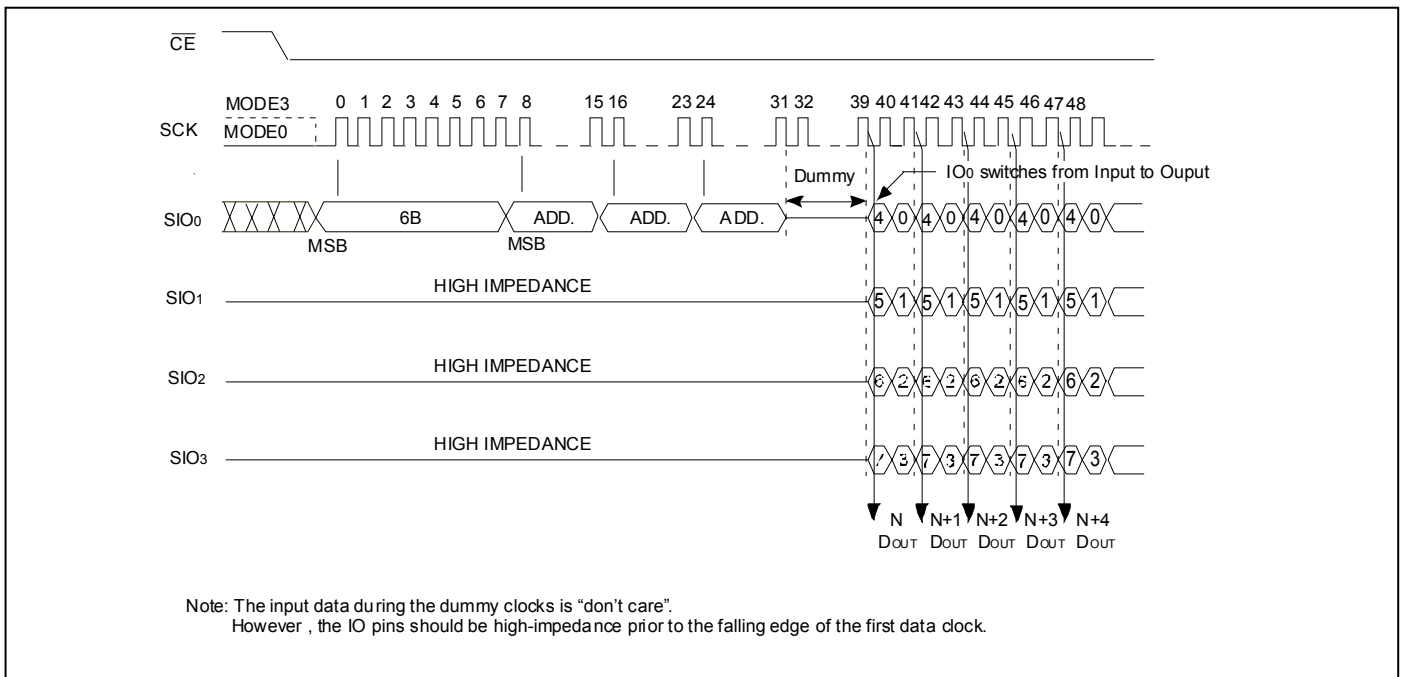 CE
MODE3 0 1 2 3 4 5 6 7 8 15 16 23 24 31 32 39 40 41 42 43 44 45 46 47 48
SCK MODE0
Dummy
IO0 switches from Input to Ouput
SIO0 6B ADD. ADD. ADD. 4 0 4 0 4 0 4 0 4 0
MSB MSB
HIGH IMPEDANCE
SIO1 5 1 5 1 5 1 5 1 5 1
HIGH IMPEDANCE
SIO2 6 2 6 2 6 2 6 2 6 2
HIGH IMPEDANCE
SIO3 7 3 7 3 7 3 7 3 7 3
N N+1 N+2 N+3 N+4
DOUT DOUT DOUT DOUT DOUT
Note: The input data during the dummy clocks is “don't care”.
However , the IO pins should be high-impedance prior to the falling edge of the first data clock.